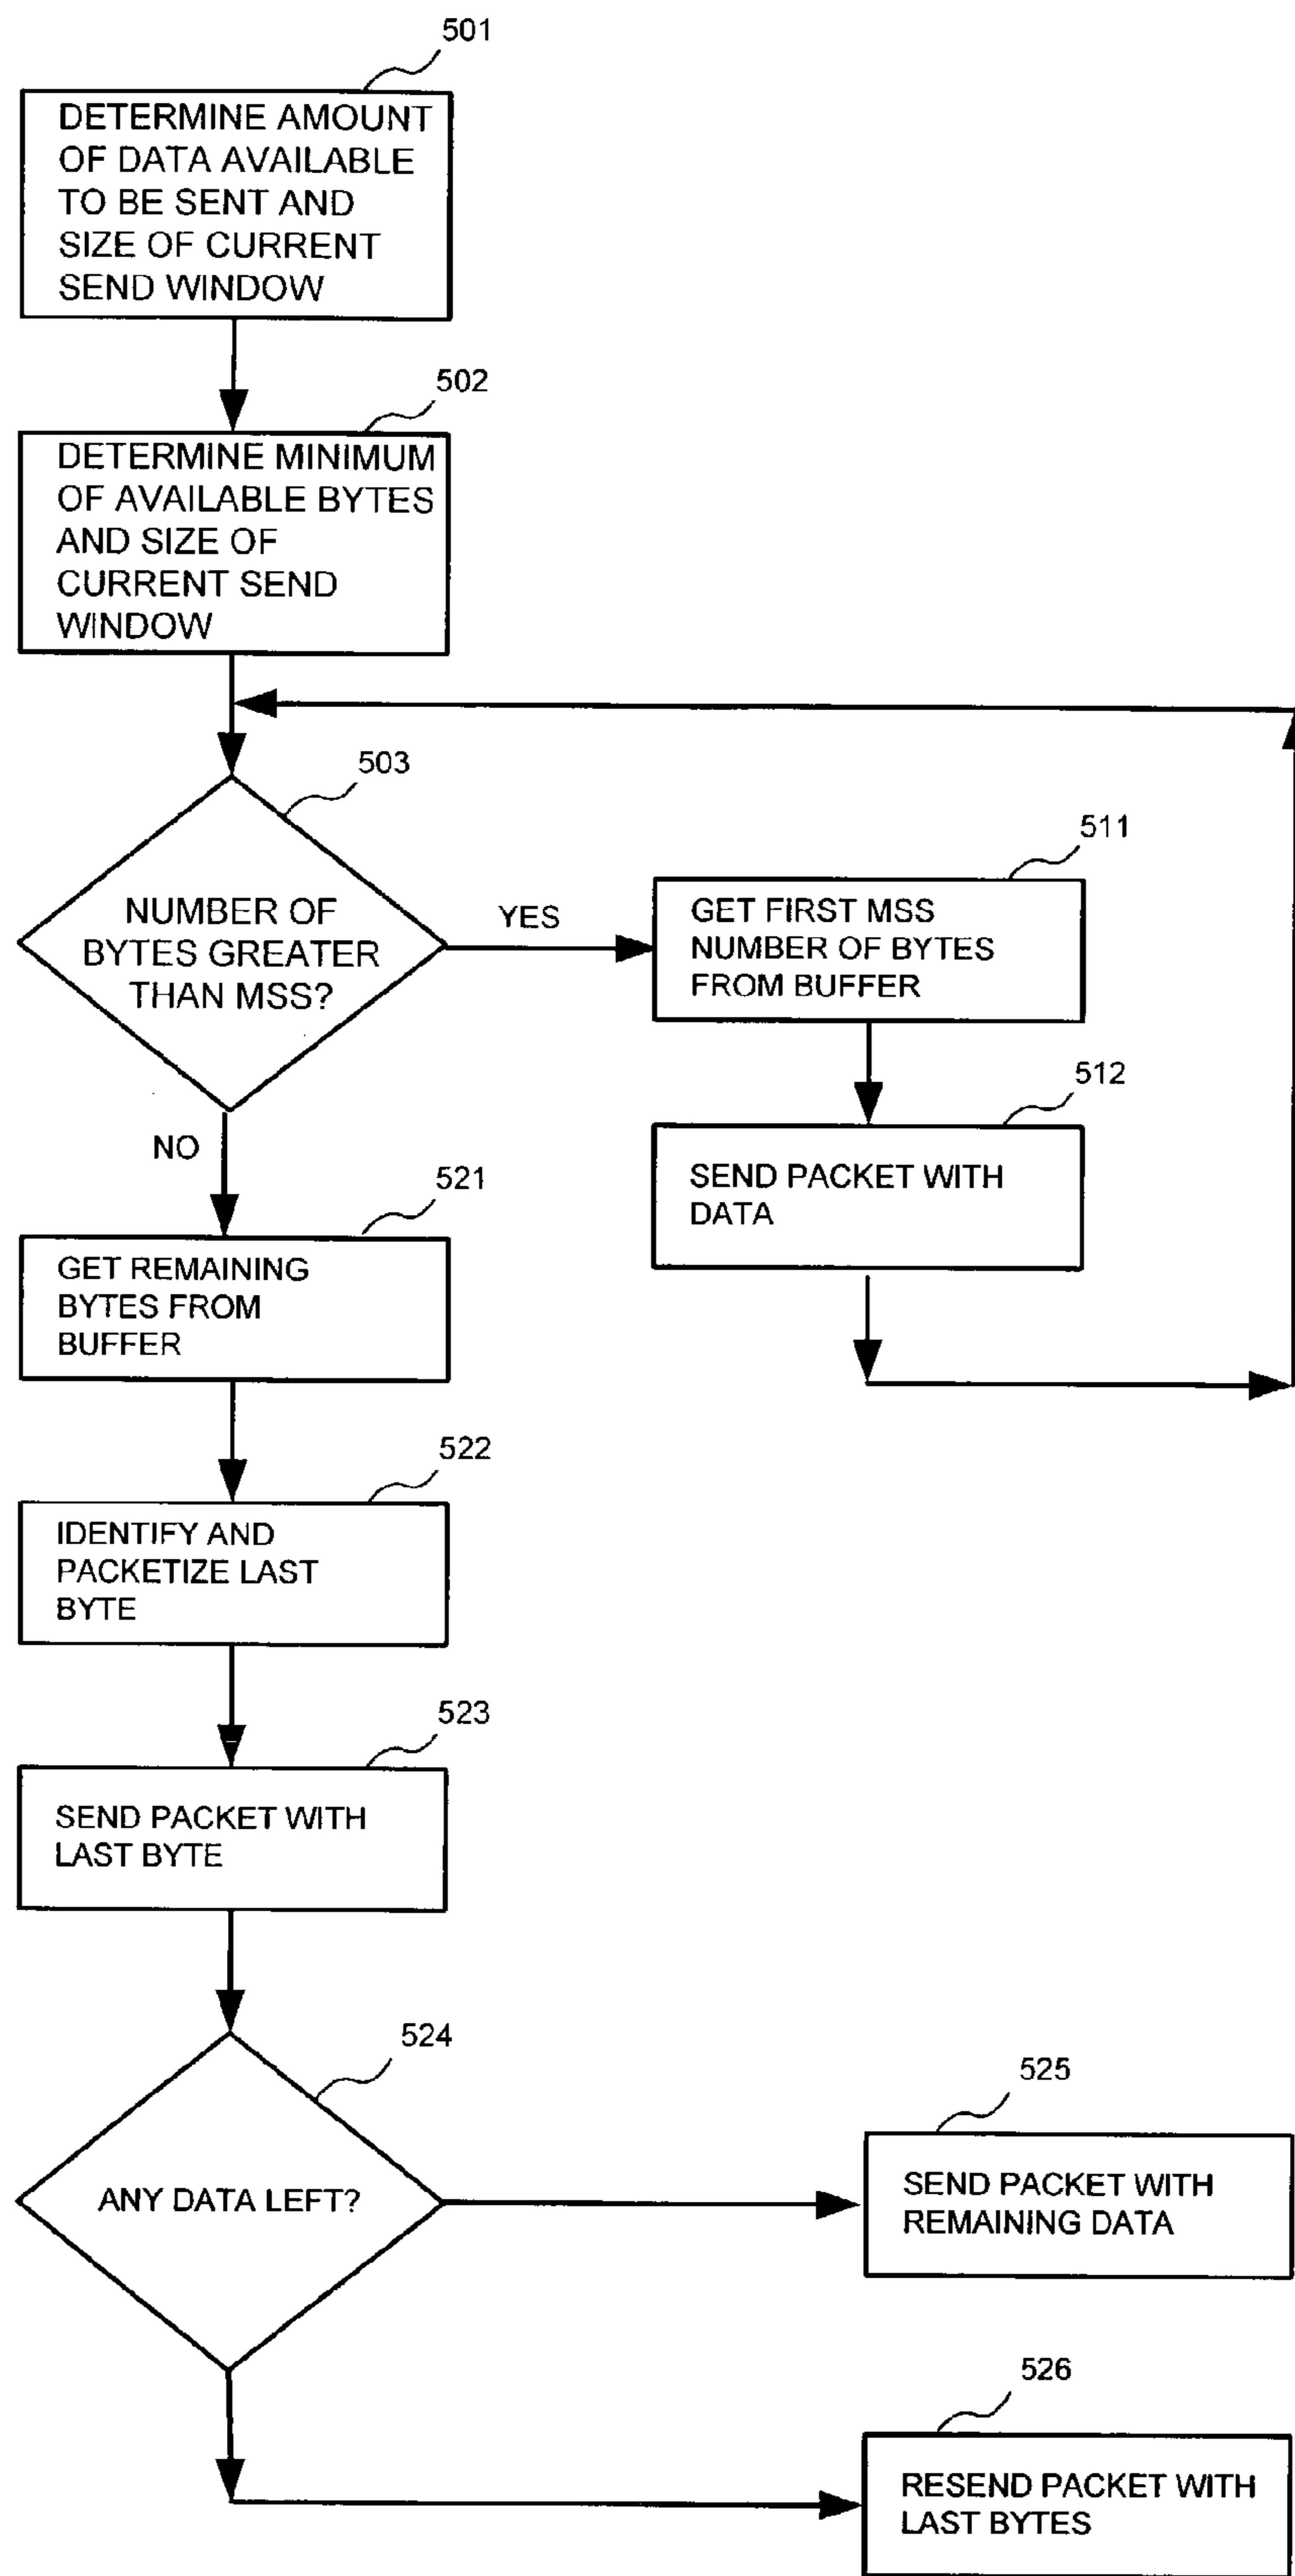 501
DETERMINE AMOUNT
OF DATA AVAILABLE
TO BE SENT AND
SIZE OF CURRENT
SEND WINDOW
502
DETERMINE MINIMUM
OF AVAILABLE BYTES
AND SIZE OF
CURRENT SEND
WINDOW
503
NUMBER OF
BYTES GREATER
THAN MSS?
YES
511
GET FIRST MSS
NUMBER OF BYTES
FROM BUFFER
512
SEND PACKET WITH
DATA
NO
521
GET REMAINING
BYTES FROM
BUFFER
522
IDENTIFY AND
PACKETIZE LAST
BYTE
523
SEND PACKET WITH
LAST BYTE
524
ANY DATA LEFT?
525
SEND PACKET WITH
REMAINING DATA
526
RESEND PACKET WITH
LAST BYTES